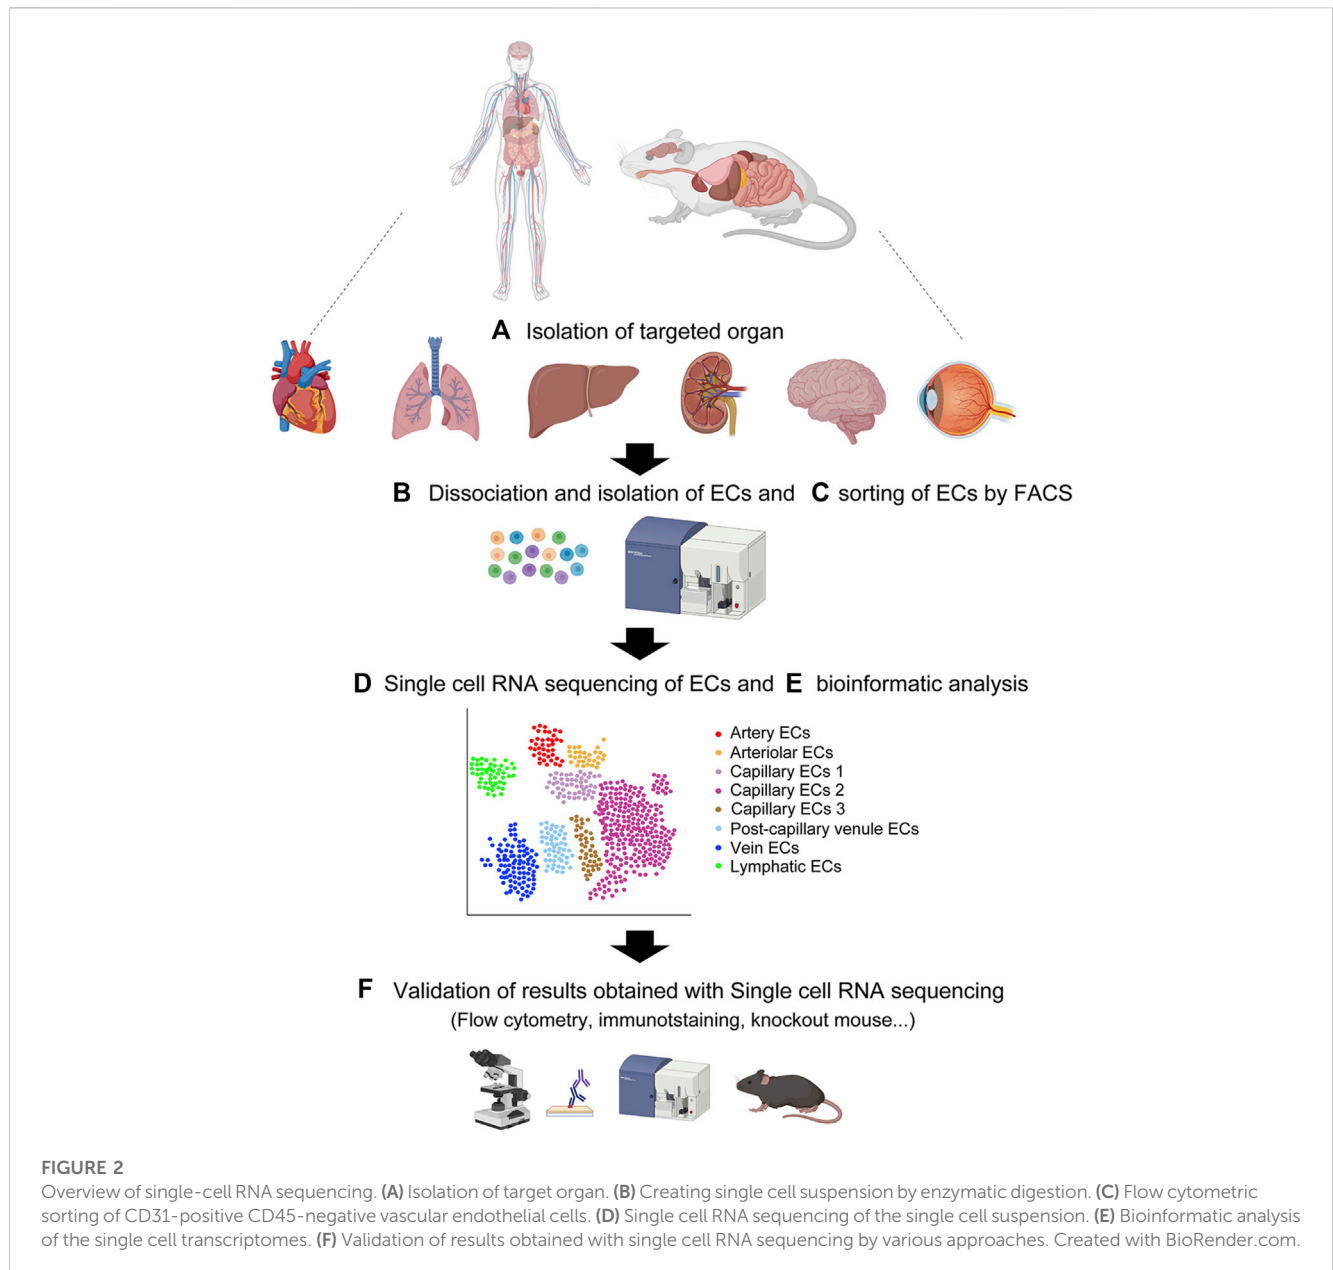 A Isolation of targeted organ
B Dissociation and isolation of ECs and C sorting of ECs by FACS
D Single cell RNA sequencing of ECs and E bioinformatic analysis
Artery ECs
Arteriolar ECs
Capillary ECs 1
Capillary ECs 2
Capillary ECs 3
Post-capillary venule ECs
Vein ECs
Lymphatic ECs
F Validation of results obtained with Single cell RNA sequencing
(Flow cytometry, immunotstaining, knockout mouse...)
FIGURE 2
Overview of single-cell RNA sequencing. (A) Isolation of target organ. (B) Creating single cell suspension by enzymatic digestion. (C) Flow cytometric
sorting of CD31-positive CD45-negative vascular endothelial cells. (D) Single cell RNA sequencing of the single cell suspension. (E) Bioinformatic analysis
of the single cell transcriptomes. (F) Validation of results obtained with single cell RNA sequencing by various approaches. Created with BioRender.com.